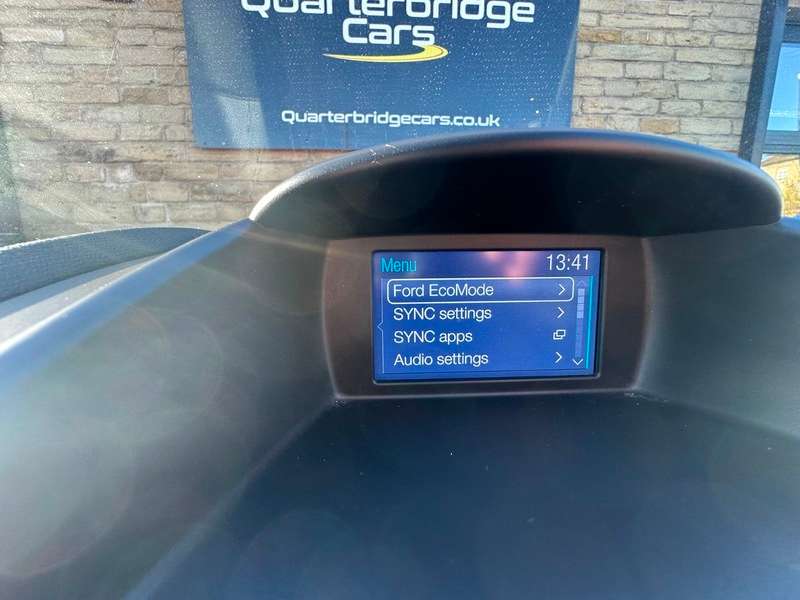 Quarterbridge
Cars
Quarterbridgecars.co.uk
Menu 13:41
Ford EcoMode
SYNC settings
SYNC apps
Audio settings